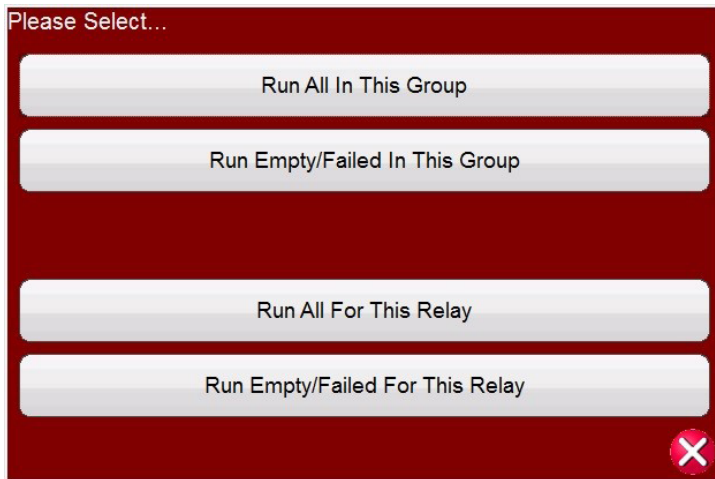 Please Select...
Run All In This Group
Run Empty/Failed In This Group
Run All For This Relay
Run Empty/Failed For This Relay